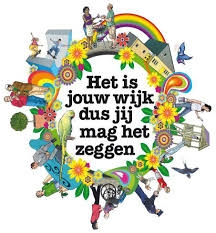 Het is
jouw wijk
dus jij
mag het
zeggen